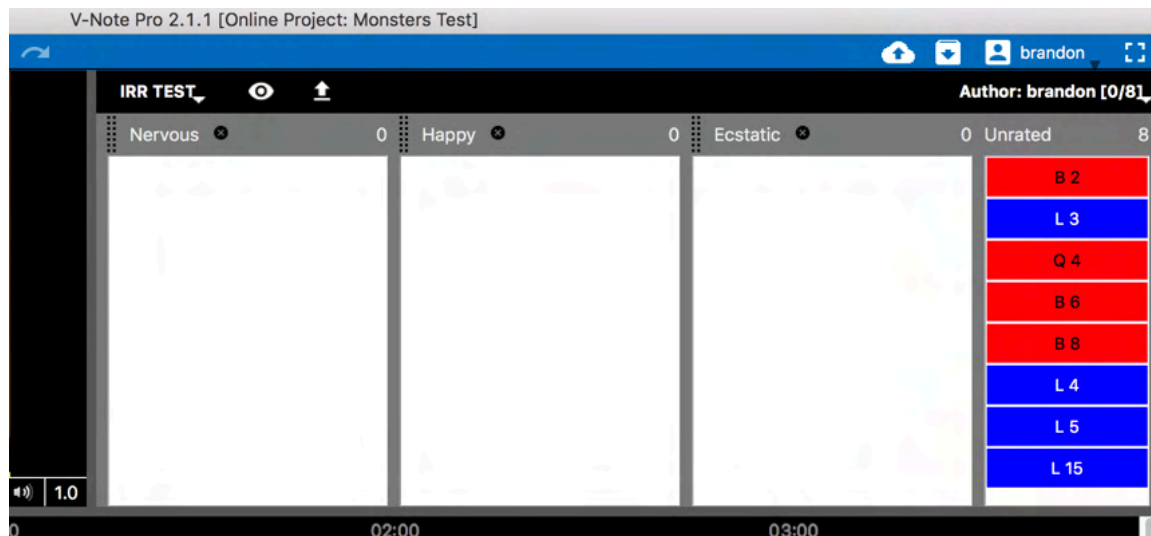 V-Note Pro 2.1.1 [Online Project: Monsters Test]
brandon
IRR TEST
Author: brandon [0/8]
Nervous 0 Happy 0 Ecstatic 0 Unrated 8
B 2
L 3
Q 4
B 6
B 8
L 4
L 5
L 15
1.0
0 02:00 03:00